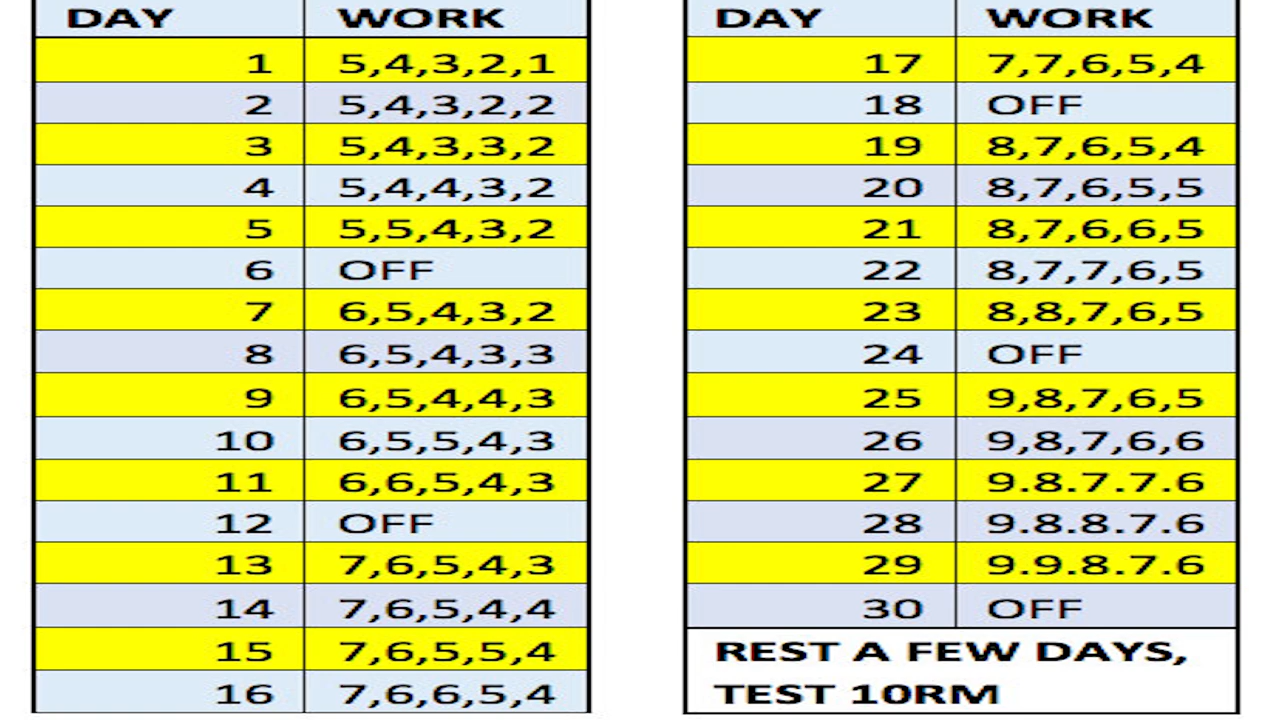 DAY WORK
1 5,4,3,2,1
2 5,4,3,2,2
3 5,4,3,3,2
4 5,4,4,3,2
5 5,5,4,3,2
6 OFF
7 6,5,4,3,2
8 6,5,4,3,3
9 6,5,4,4,3
10 6,5,5,4,3
11 6,6,5,4,3
12 OFF
13 7,6,5,4,3
14 7,6,5,4,4
15 7,6,5,5,4
16 7,6,6,5,4
DAY WORK
17 7,7,6,5,4
18 OFF
19 8,7,6,5,4
20 8,7,6,5,5
21 8,7,6,6,5
22 8,7,7,6,5
23 8,8,7,6,5
24 OFF
25 9,8,7,6,5
26 9,8,7,6,6
27 9.8.7.7.6
28 9.8.8.7.6
29 9.9.8.7.6
30 OFF
REST A FEW DAYS,
TEST 10RM